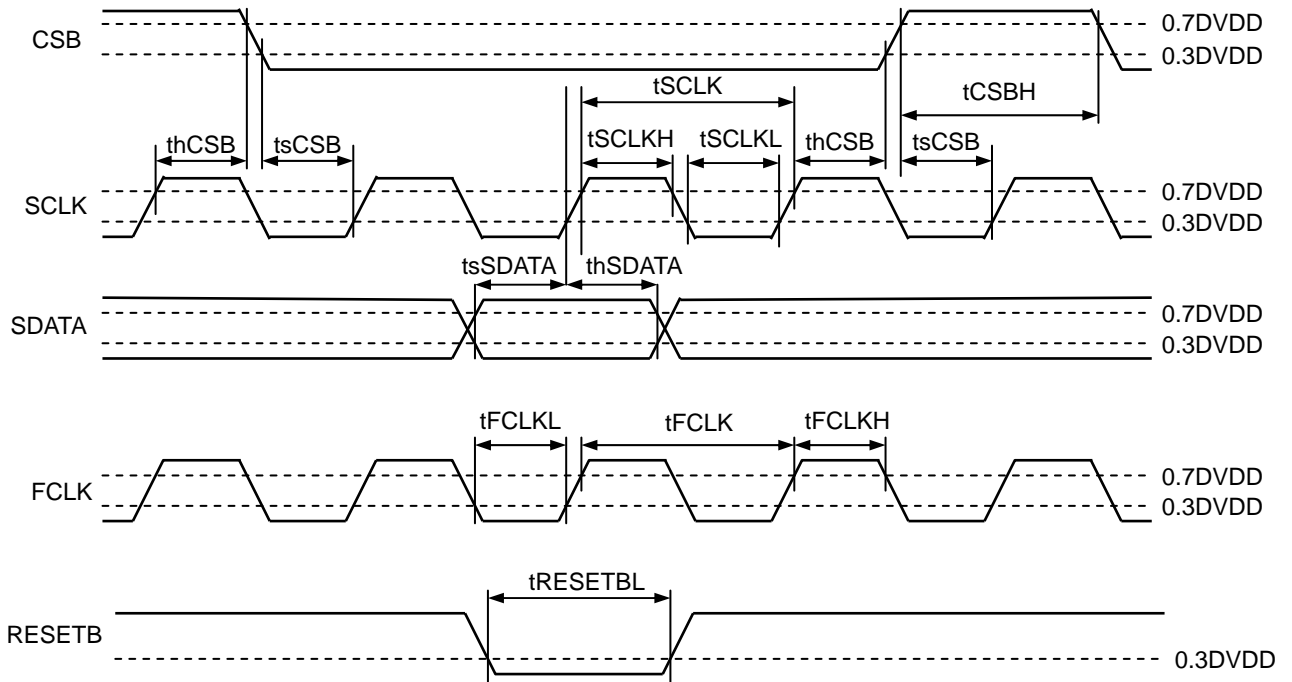 CSB
0.7DVDD
0.3DVDD
tSCLK
tCSBH
thCSB
tsCSB
tSCLKH
tSCLKL
thCSB
tsCSB
SCLK
0.7DVDD
0.3DVDD
tsSDATA
thSDATA
SDATA
0.7DVDD
0.3DVDD
tFCLKL
tFCLK
tFCLKH
FCLK
0.7DVDD
0.3DVDD
tRESETBL
RESETB
0.3DVDD